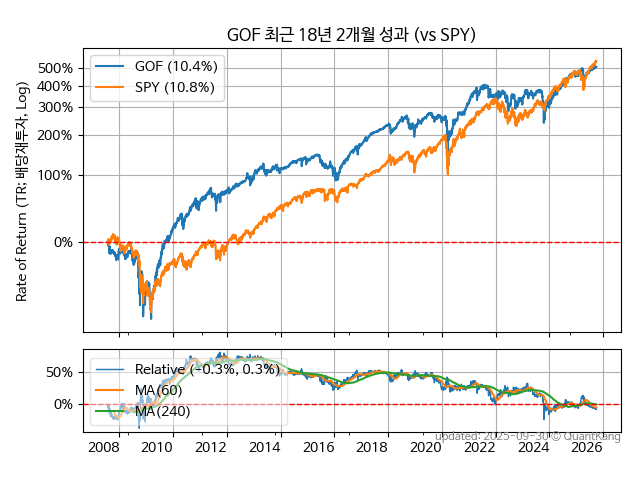 GOF 최근 18년 2개월 성과 (vs SPY)
GOF (10.4%)
SPY (10.8%)
500%
400%
300%
200%
100%
0%
Rate of Return (TR: 배당재투자, Log)
Relative (−0.3%, 0.3%)
MA(60)
MA(240)
50%
0%
2008 2010 2012 2014 2016 2018 2020 2022 2024 2026
updated: 2025-09-30 © QuantKang